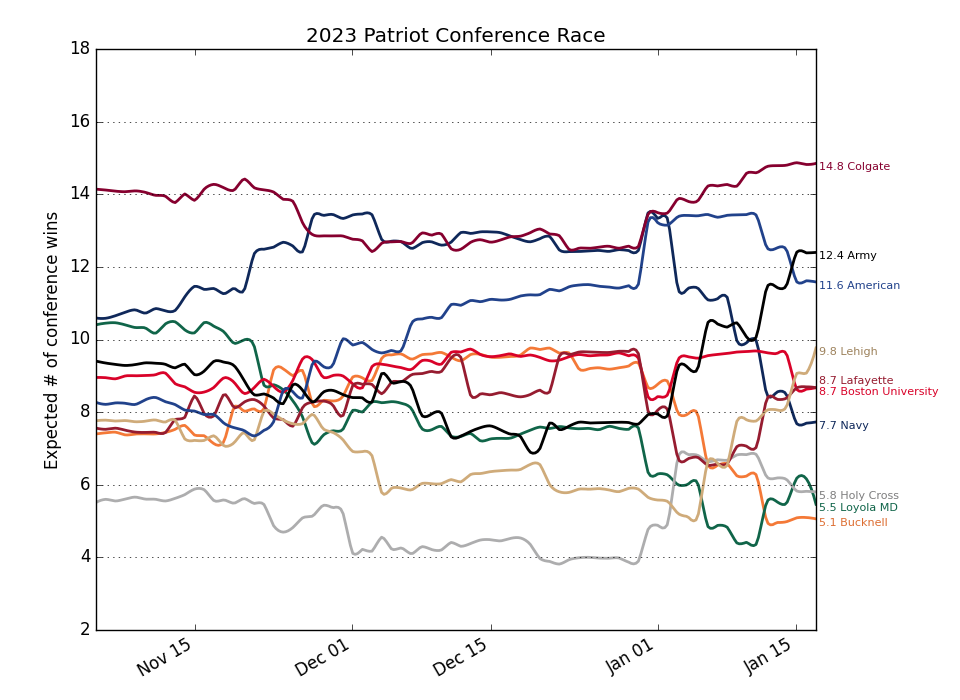 2023 Patriot Conference Race
Expected # of conference wins
18
16
14
12
10
8
6
4
2
Nov 15
Dec 01
Dec 15
Jan 01
Jan 15
14.8 Colgate
12.4 Army
11.6 American
9.8 Lehigh
8.7 Lafayette
8.7 Boston University
7.7 Navy
5.8 Holy Cross
5.5 Loyola MD
5.1 Bucknell